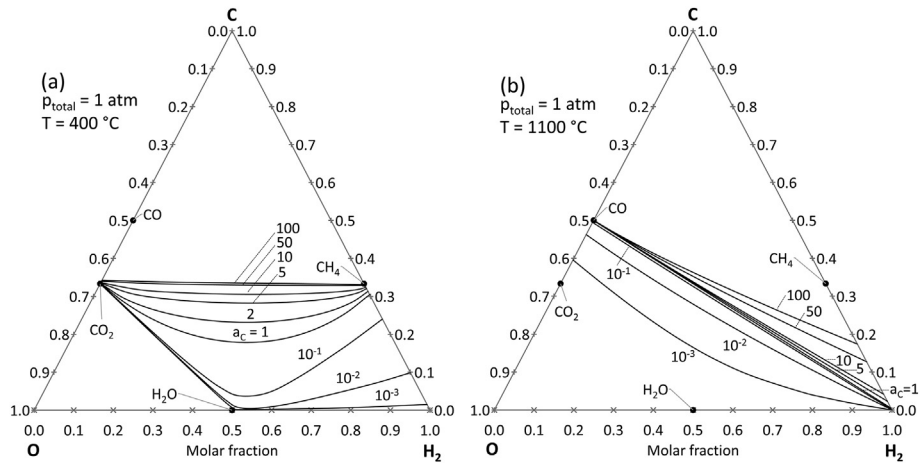 C
0.0 1.0
(a)
p_total = 1 atm
T = 400 °C
0.1 0.9
0.2 0.8
0.3 0.7
0.4 0.6
0.5 CO 0.5
0.6 0.4
100
50
10
5
CH₄
0.7 0.3
2
CO₂
a_C = 1
0.8 0.2
10⁻¹
0.9 0.1
10⁻²
H₂O
10⁻³
1.0 0.0
0.0 0.1 0.2 0.3 0.4 0.5 0.6 0.7 0.8 0.9 1.0
O Molar fraction H₂
C
0.0 1.0
(b)
p_total = 1 atm
T = 1100 °C
0.1 0.9
0.2 0.8
0.3 0.7
0.4 0.6
CO
0.5 0.5
0.6 0.4
CH₄
10⁻¹
0.7 0.3
100
CO₂
50
0.8 0.2
10⁻²
10⁻³
10
5
0.9 0.1
H₂O
a_C=1
1.0 0.0
0.0 0.1 0.2 0.3 0.4 0.5 0.6 0.7 0.8 0.9 1.0
O Molar fraction H₂